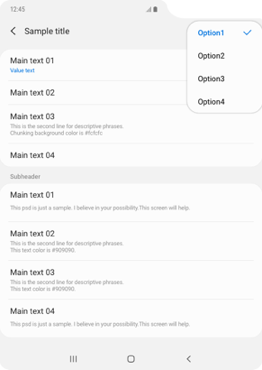 12:45
Sample title
Option1
Option2
Option3
Option4
Main text 01
Value text
Main text 02
Main text 03
This is the second line for descriptive phrases.
Chunking background color is #fcfcfc
Main text 04
Subheader
Main text 01
This psd is just a sample. I believe in your possibility.This screen will help.
Main text 02
This is the second line for descriptive phrases.
This text color is #909090.
Main text 03
This is the second line for descriptive phrases.
This text color is #909090.
Main text 04
This psd is just a sample. I believe in your possibility.This screen will help.